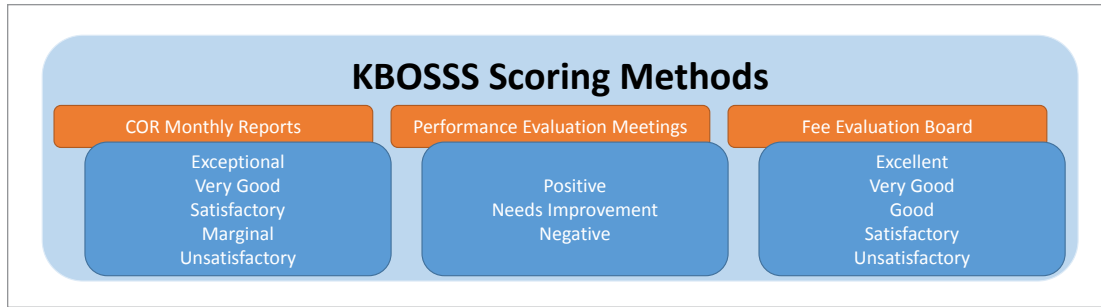 KBOSSS Scoring Methods
COR Monthly Reports
Exceptional
Very Good
Satisfactory
Marginal
Unsatisfactory
Performance Evaluation Meetings
Positive
Needs Improvement
Negative
Fee Evaluation Board
Excellent
Very Good
Good
Satisfactory
Unsatisfactory